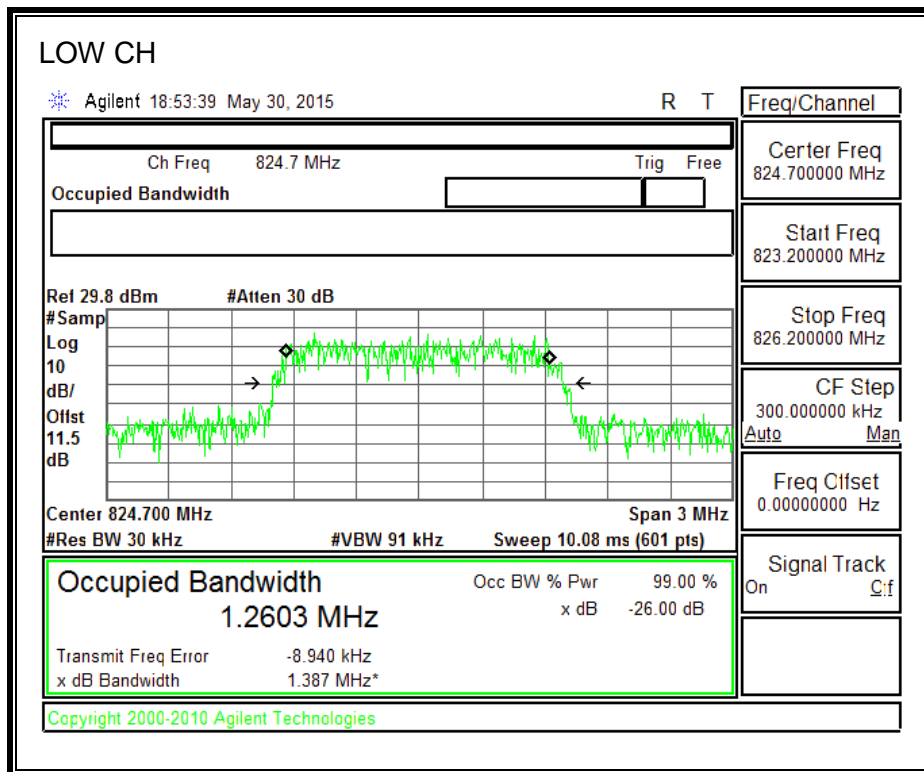 LOW CH
Agilent 18:53:39 May 30, 2015 R T
Freq/Channel
Ch Freq 824.7 MHz Trig Free
Occupied Bandwidth
Center Freq
824.700000 MHz
Start Freq
823.200000 MHz
Stop Freq
826.200000 MHz
CF Step
300.000000 kHz
Auto Man
Freq Offset
0.00000000 Hz
Signal Track
On Off
Ref 29.8 dBm #Atten 30 dB
#Samp
Log
10
dB/
Offst
11.5
dB
Center 824.700 MHz Span 3 MHz
#Res BW 30 kHz #VBW 91 kHz Sweep 10.08 ms (601 pts)
Occupied Bandwidth Occ BW % Pwr 99.00 %
1.2603 MHz x dB -26.00 dB
Transmit Freq Error -8.940 kHz
x dB Bandwidth 1.387 MHz*
Copyright 2000-2010 Agilent Technologies